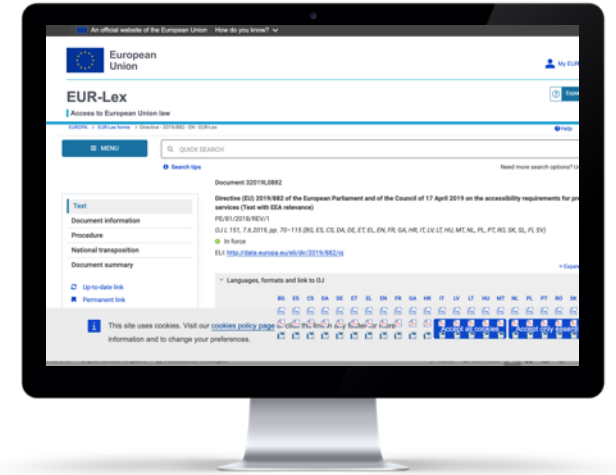 An official website of the European Union How do you know?
European
Union
My EUR
EUR-Lex
Access to European Union law
EUROPA > EUR-Lex home > Directive - 2019/882 - EN - EUR-Lex
Help
MENU
QUICK SEARCH
Search tips
Need more search options? U
Document 32019L0882
Text
Document information
Procedure
National transposition
Document summary
Up-to-date link
Permanent link
Directive (EU) 2019/882 of the European Parliament and of the Council of 17 April 2019 on the accessibility requirements for pr
services (Text with EEA relevance)
PE/81/2018/REV/1
OJ L 151, 7.6.2019, pp. 70–115 (BG, ES, CS, DA, DE, ET, EL, EN, FR, GA, HR, IT, LV, LT, HU, MT, NL, PL, PT, RO, SK, SL, FI, SV)
In force
ELI: http://data.europa.eu/eli/dir/2019/882/oj
Expan
Languages, formats and link to OJ
BG ES CS DA DE ET EL EN FR GA HR IT LV LT HU MT NL PL PT RO SK
This site uses cookies. Visit our cookies policy page
information and to change your preferences.
Accept all cookies
Accept only essen